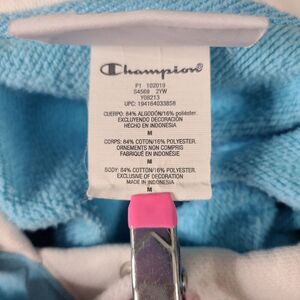 Champion
P1 102019
S4569 2YW
Y08213
UPC: 194164033858
CUERPO: 84% ALGODÓN/16% poliéster.
EXCLUYENDO DECORACIÓN
HECHO EN INDONESIA
M
CORPS: 84% COTON/16% POLYESTER.
ORNEMENTS NON COMPRIS
FABRIQUÉ EN INDONÉSIE
M
BODY: 84% COTTON/16% POLYESTER.
EXCLUSIVE OF DECORATION
MADE IN INDONESIA
M